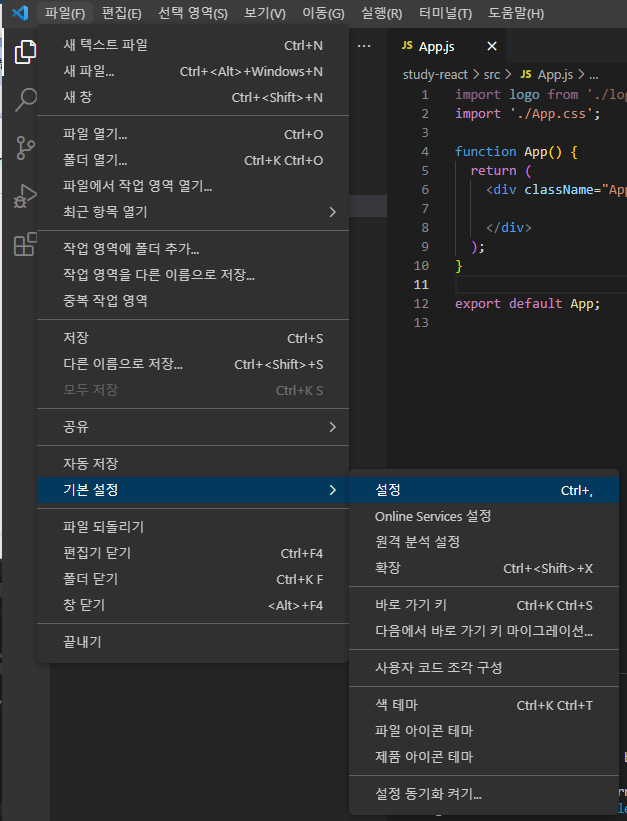 파일(F) 편집(E) 선택 영역(S) 보기(V) 이동(G) 실행(R) 터미널(T) 도움말(H)
새 텍스트 파일 Ctrl+N
새 파일... Ctrl+<Alt>+Windows+N
새 창 Ctrl+<Shift>+N
파일 열기... Ctrl+O
폴더 열기... Ctrl+K Ctrl+O
파일에서 작업 영역 열기...
최근 항목 열기
작업 영역에 폴더 추가...
작업 영역을 다른 이름으로 저장...
중복 작업 영역
저장 Ctrl+S
다른 이름으로 저장... Ctrl+<Shift>+S
모두 저장 Ctrl+K S
공유
자동 저장
기본 설정
파일 되돌리기
편집기 닫기 Ctrl+F4
폴더 닫기 Ctrl+K F
창 닫기 <Alt>+F4
끝내기
설정 Ctrl+,
Online Services 설정
원격 분석 설정
확장 Ctrl+<Shift>+X
바로 가기 키 Ctrl+K Ctrl+S
다음에서 바로 가기 키 마이그레이션...
사용자 코드 조각 구성
색 테마 Ctrl+K Ctrl+T
파일 아이콘 테마
제품 아이콘 테마
설정 동기화 켜기...
... JS App.js ×
study-react > src > JS App.js > ...
1 import logo from './log
2 import './App.css';
3
4 function App() {
5 return (
6 <div className="App
7
8 </div>
9 );
10 }
11
12 export default App;
13